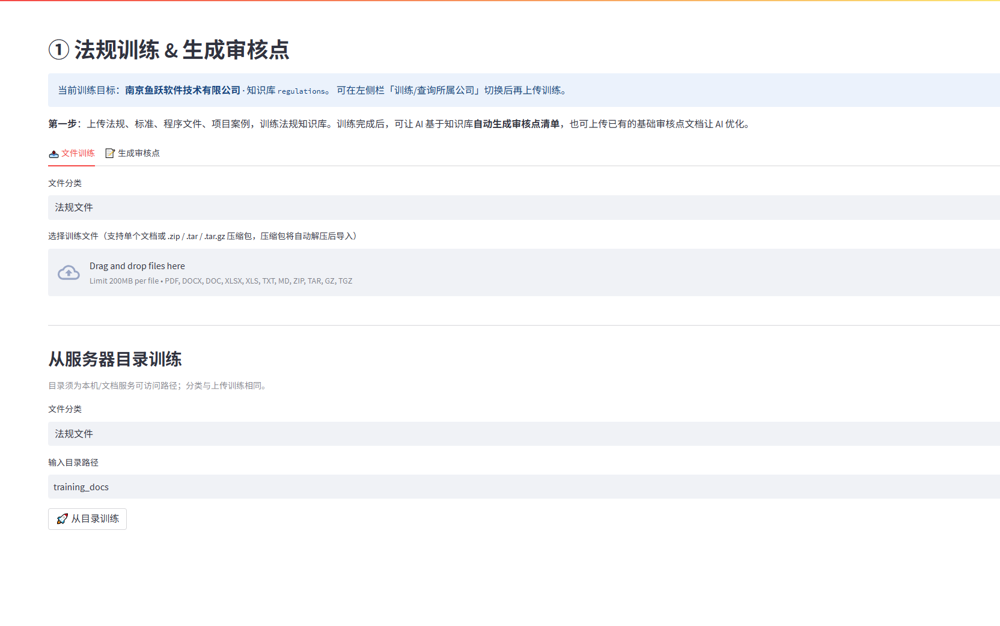 ① 法规训练 & 生成审核点
当前训练目标：南京鱼跃软件技术有限公司 · 知识库 regulations。 可在左侧栏「训练/查询所属公司」切换后再上传训练。
第一步：上传法规、标准、程序文件、项目案例，训练法规知识库。训练完成后，可让 AI 基于知识库自动生成审核点清单，也可上传已有的基础审核点文档让 AI 优化。
文件训练 生成审核点
文件分类
法规文件
选择训练文件（支持单个文档或 .zip / .tar / .tar.gz 压缩包，压缩包将自动解压后导入）
Drag and drop files here
Limit 200MB per file • PDF, DOCX, DOC, XLSX, XLS, TXT, MD, ZIP, TAR, GZ, TGZ
从服务器目录训练
目录须为本机/文档服务可访问路径；分类与上传训练相同。
文件分类
法规文件
输入目录路径
training_docs
从目录训练